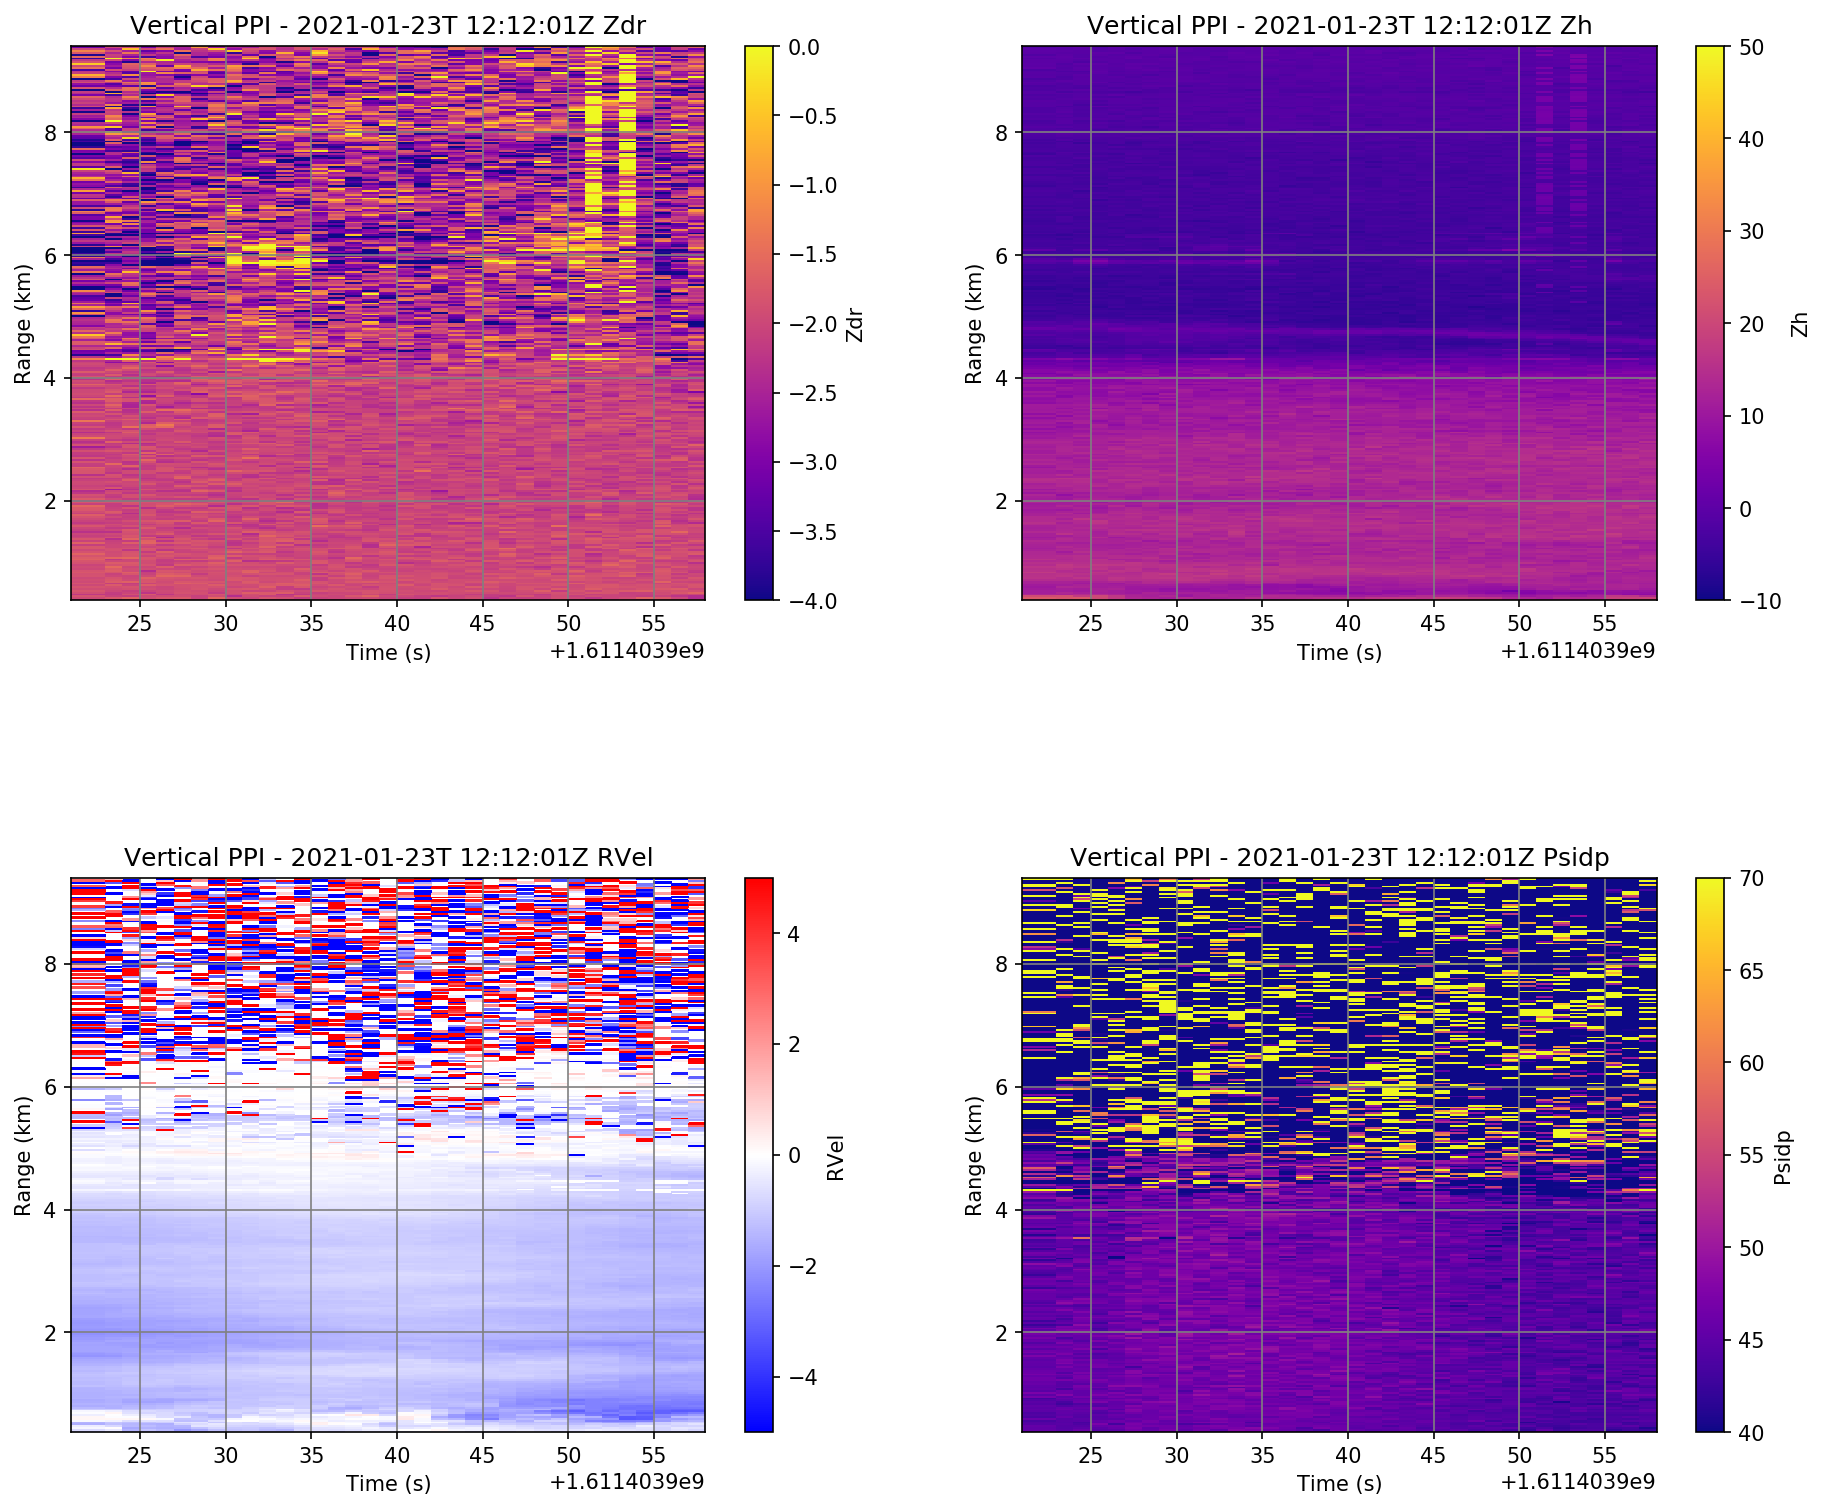 Vertical PPI - 2021-01-23T 12:12:01Z Zdr
Range (km)
8
6
4
2
25 30 35 40 45 50 55
Time (s)
+1.6114039e9
0.0
−0.5
−1.0
−1.5
−2.0
−2.5
−3.0
−3.5
−4.0
Zdr
Vertical PPI - 2021-01-23T 12:12:01Z Zh
Range (km)
8
6
4
2
25 30 35 40 45 50 55
Time (s)
+1.6114039e9
50
40
30
20
10
0
−10
Zh
Vertical PPI - 2021-01-23T 12:12:01Z RVel
Range (km)
8
6
4
2
25 30 35 40 45 50 55
Time (s)
+1.6114039e9
4
2
0
−2
−4
RVel
Vertical PPI - 2021-01-23T 12:12:01Z Psidp
Range (km)
8
6
4
2
25 30 35 40 45 50 55
Time (s)
+1.6114039e9
70
65
60
55
50
45
40
Psidp